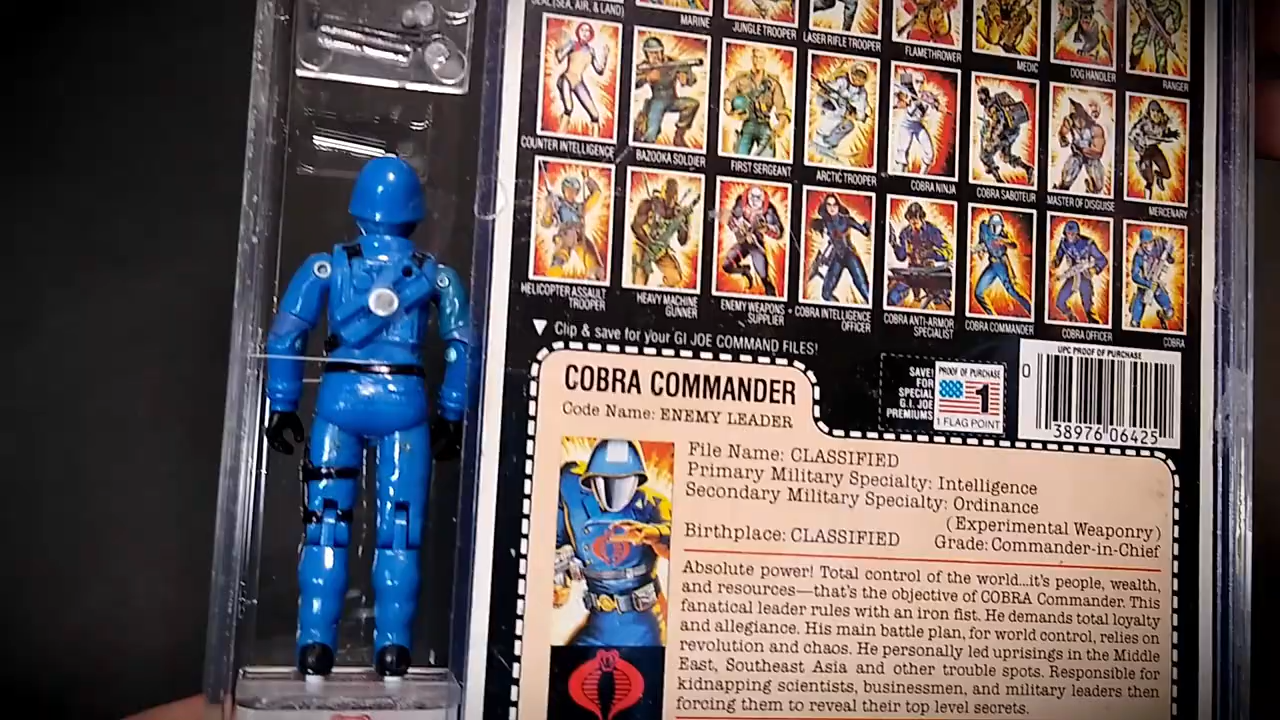 SEAL (SEA, AIR, & LAND)
MARINE
JUNGLE TROOPER
LASER RIFLE TROOPER
FLAMETHROWER
MEDIC
DOG HANDLER
RANGER
COUNTER INTELLIGENCE
BAZOOKA SOLDIER
FIRST SERGEANT
ARCTIC TROOPER
COBRA NINJA
COBRA SABOTEUR
MASTER OF DISGUISE
MERCENARY
HELICOPTER ASSAULT
TROOPER
HEAVY MACHINE
GUNNER
ENEMY WEAPONS
SUPPLIER
COBRA INTELLIGENCE
OFFICER
COBRA ANTI-ARMOR
SPECIALIST
COBRA COMMANDER
COBRA OFFICER
COBRA
▼ Clip & save for your GI JOE COMMAND FILES!
SAVE!
FOR
SPECIAL
G.I. JOE
PREMIUMS
PROOF OF PURCHASE
1
1 FLAG POINT
UPC PROOF OF PURCHASE
0
38976 06425
COBRA COMMANDER
Code Name: ENEMY LEADER
File Name: CLASSIFIED
Primary Military Specialty: Intelligence
Secondary Military Specialty: Ordinance
(Experimental Weaponry)
Birthplace: CLASSIFIED Grade: Commander-in-Chief
Absolute power! Total control of the world...it's people, wealth,
and resources—that's the objective of COBRA Commander. This
fanatical leader rules with an iron fist. He demands total loyalty
and allegiance. His main battle plan, for world control, relies on
revolution and chaos. He personally led uprisings in the Middle
East, Southeast Asia and other trouble spots. Responsible for
kidnapping scientists, businessmen, and military leaders then
forcing them to reveal their top level secrets.